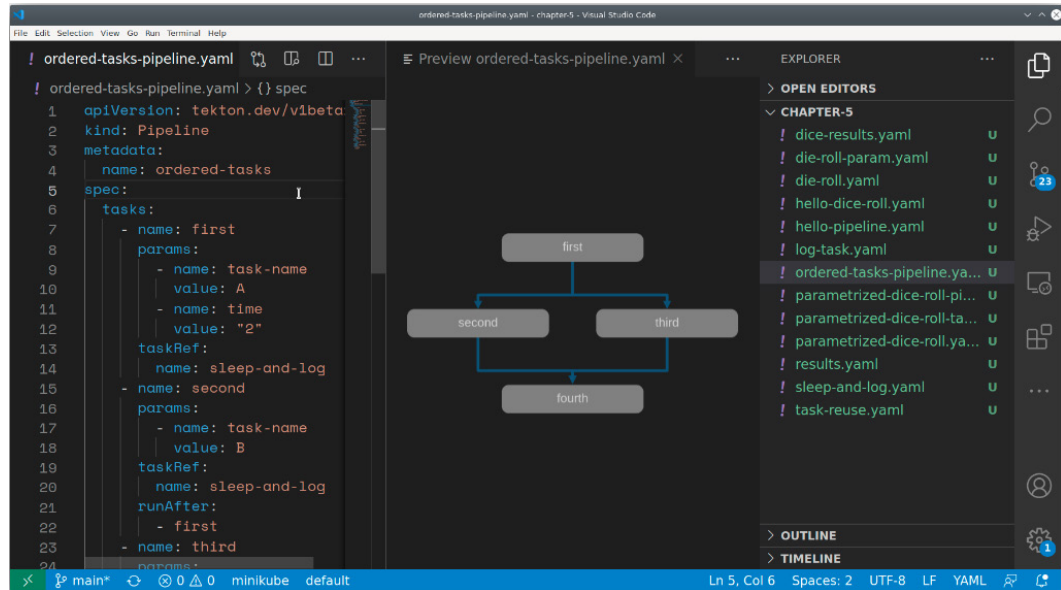 ordered-tasks-pipeline.yaml - chapter-5 - Visual Studio Code
File Edit Selection View Go Run Terminal Help
! ordered-tasks-pipeline.yaml
! ordered-tasks-pipeline.yaml > {} spec
1 apiVersion: tekton.dev/v1beta
2 kind: Pipeline
3 metadata:
4 name: ordered-tasks
5 spec:
6 tasks:
7 - name: first
8 params:
9 - name: task-name
10 value: A
11 - name: time
12 value: "2"
13 taskRef:
14 name: sleep-and-log
15 - name: second
16 params:
17 - name: task-name
18 value: B
19 taskRef:
20 name: sleep-and-log
21 runAfter:
22 - first
23 - name: third
24 params:
Preview ordered-tasks-pipeline.yaml
first
second third
fourth
EXPLORER
OPEN EDITORS
CHAPTER-5
! dice-results.yaml U
! die-roll-param.yaml U
! die-roll.yaml U
! hello-dice-roll.yaml U
! hello-pipeline.yaml U
! log-task.yaml U
! ordered-tasks-pipeline.ya... U
! parametrized-dice-roll-pi... U
! parametrized-dice-roll-ta... U
! parametrized-dice-roll.ya... U
! results.yaml U
! sleep-and-log.yaml U
! task-reuse.yaml U
OUTLINE
TIMELINE
23
1
main* 0 0 minikube default Ln 5, Col 6 Spaces: 2 UTF-8 LF YAML